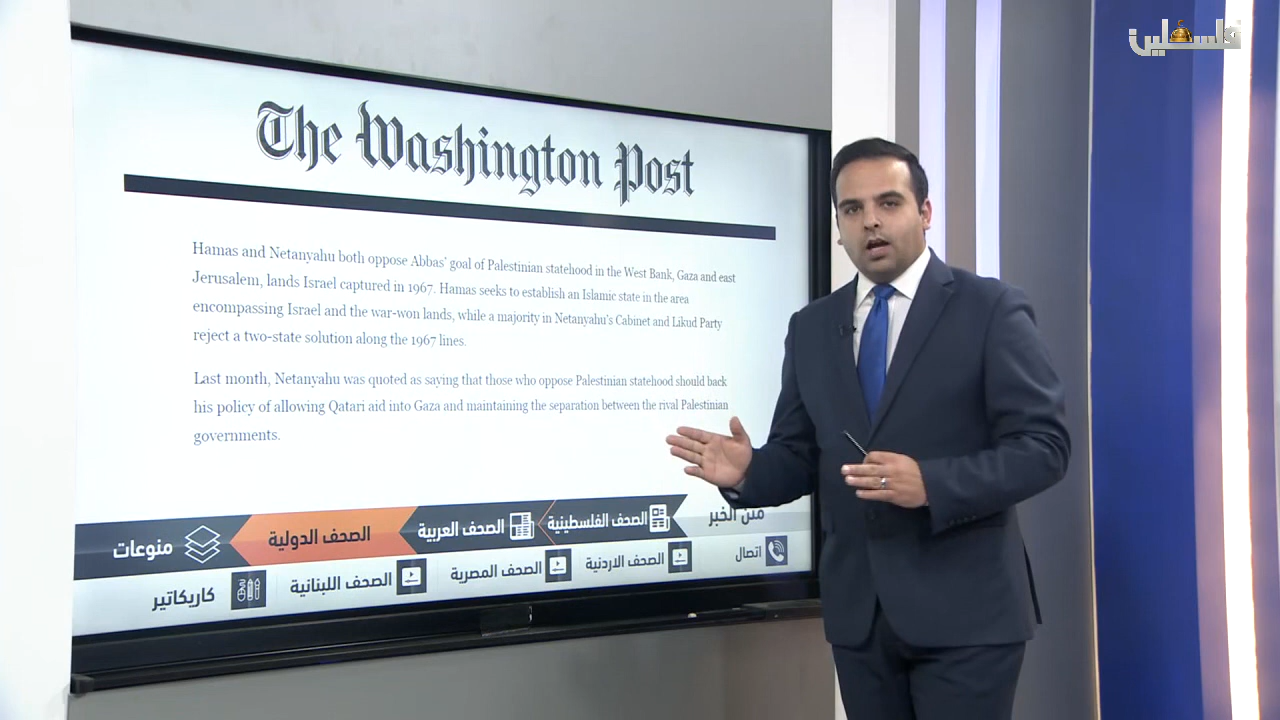 فلسطين
The Washington Post
Hamas and Netanyahu both oppose Abbas' goal of Palestinian statehood in the West Bank, Gaza and east
Jerusalem, lands Israel captured in 1967. Hamas seeks to establish an Islamic state in the area
encompassing Israel and the war-won lands, while a majority in Netanyahu's Cabinet and Likud Party
reject a two-state solution along the 1967 lines.
Last month, Netanyahu was quoted as saying that those who oppose Palestinian statehood should back
his policy of allowing Qatari aid into Gaza and maintaining the separation between the rival Palestinian
governments.
متن الخبر
الصحف الفلسطينية
الصحف العربية
الصحف الدولية
منوعات
اتصال
الصحف الاردنية
الصحف المصرية
الصحف اللبنانية
كاريكاتير